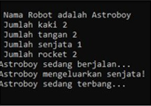 Nama Robot adalah Astroboy
Jumlah kaki 2
Jumlah tangan 2
Jumlah senjata 1
Jumlah rocket 2
Astroboy sedang berjalan...
Astroboy mengeluarkan senjata!
Astroboy sedang terbang...